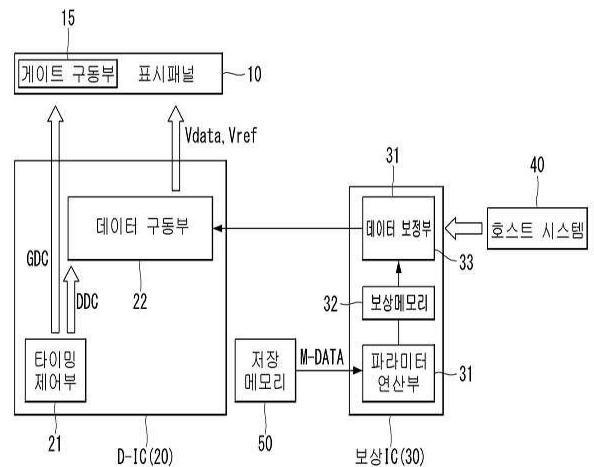 15
게이트 구동부 표시패널 10
Vdata,Vref
31
40
데이터 구동부
데이터 보정부
호스트 시스템
GDC
DDC
22
33
32 보상메모리
타이밍
제어부
저장
메모리
M-DATA
파라미터
연산부
31
21
50
D-IC(20)
보상IC(30)